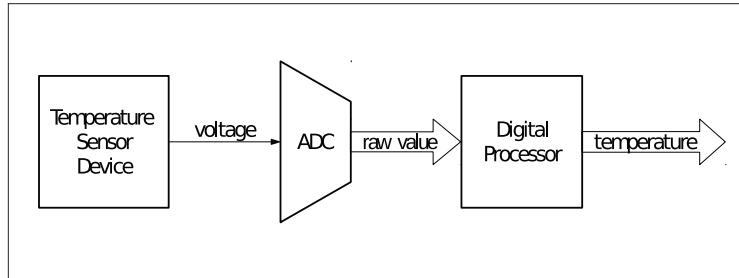 Temperature
Sensor
Device
voltage
ADC
raw value
Digital
Processor
temperature